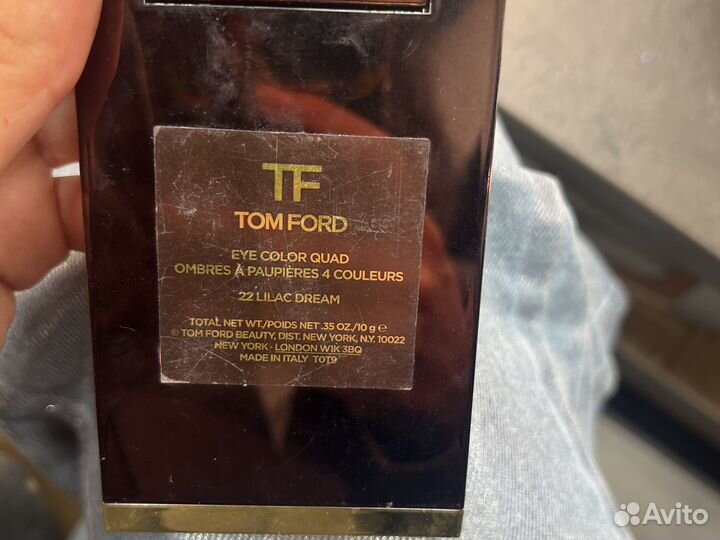 TF
TOM FORD
EYE COLOR QUAD
OMBRES À PAUPIÈRES 4 COULEURS
22 LILAC DREAM
TOTAL NET WT./POIDS NET .35 OZ./10 g ℮
© TOM FORD BEAUTY, DIST. NEW YORK, N.Y. 10022
NEW YORK · LONDON W1K 3BQ
MADE IN ITALY T0T9
Avito